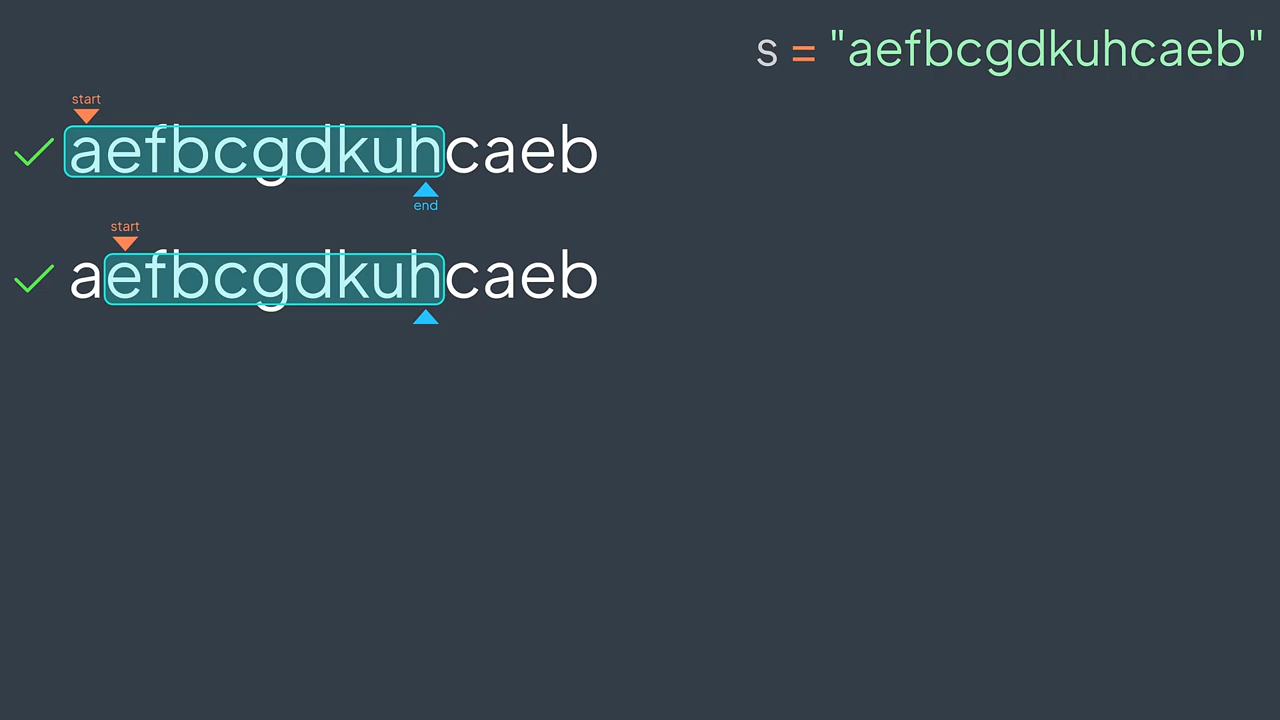 s = "aefbcgdkuhcaeb"
start
aefbcgdkuhcaeb
end
start
aefbcgdkuhcaeb